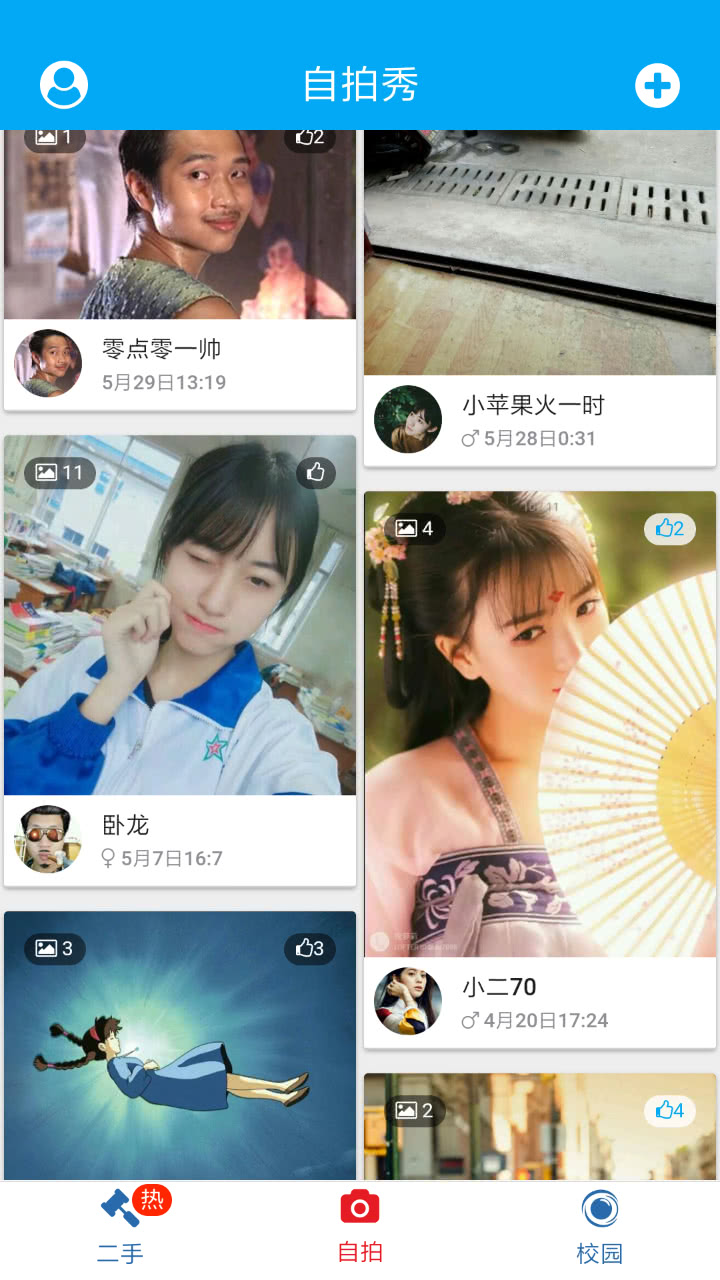 自拍秀
1
2
零点零一帅
5月29日13:19
小苹果火一时
♂ 5月28日0:31
11
4
2
卧龙
♀ 5月7日16:7
小二70
♂ 4月20日17:24
3
3
2
4
热
二手
自拍
校园